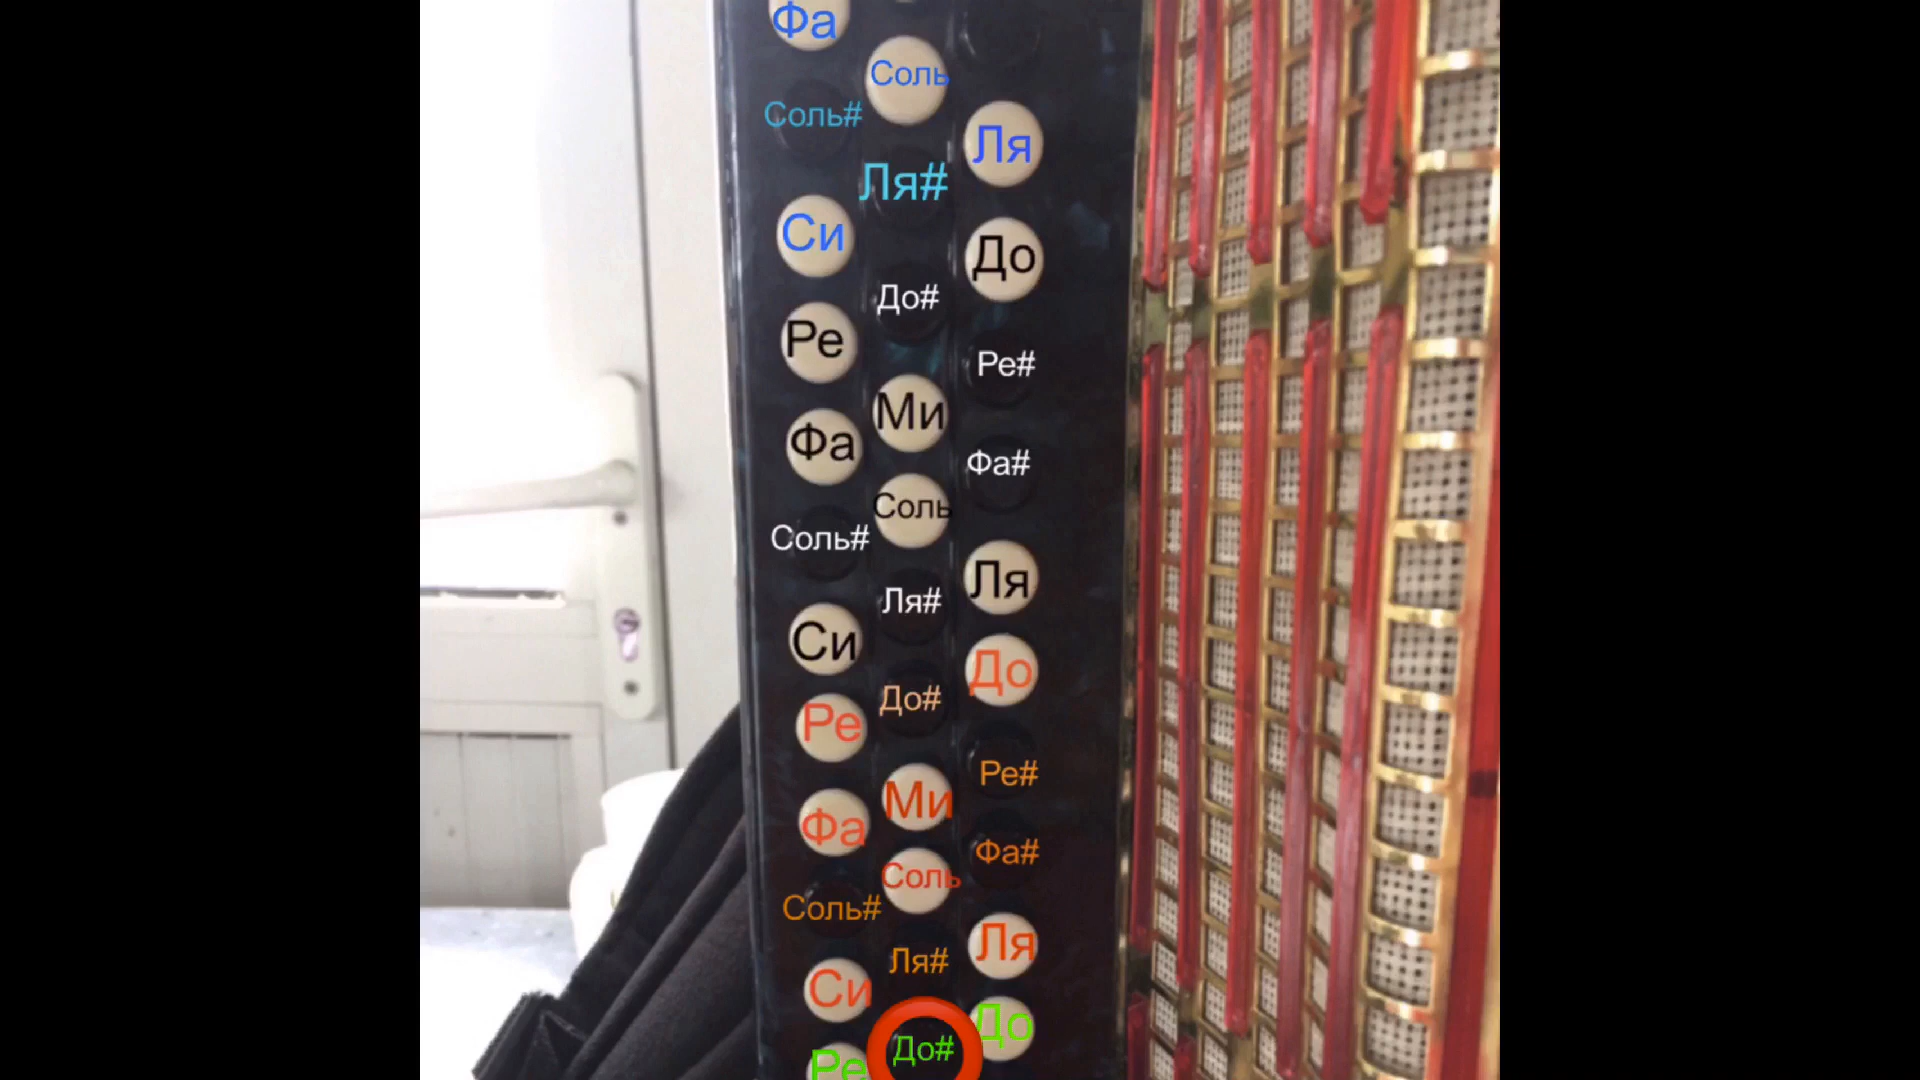 Фа
Соль
Соль#
Ля
Ля#
Си
До
До#
Ре
Ре#
Ми
Фа
Фа#
Соль
Соль#
Ля
Ля#
Си
До
До#
Ре
Ре#
Ми
Фа
Фа#
Соль
Соль#
Ля
Ля#
Си
До
До#
Ре